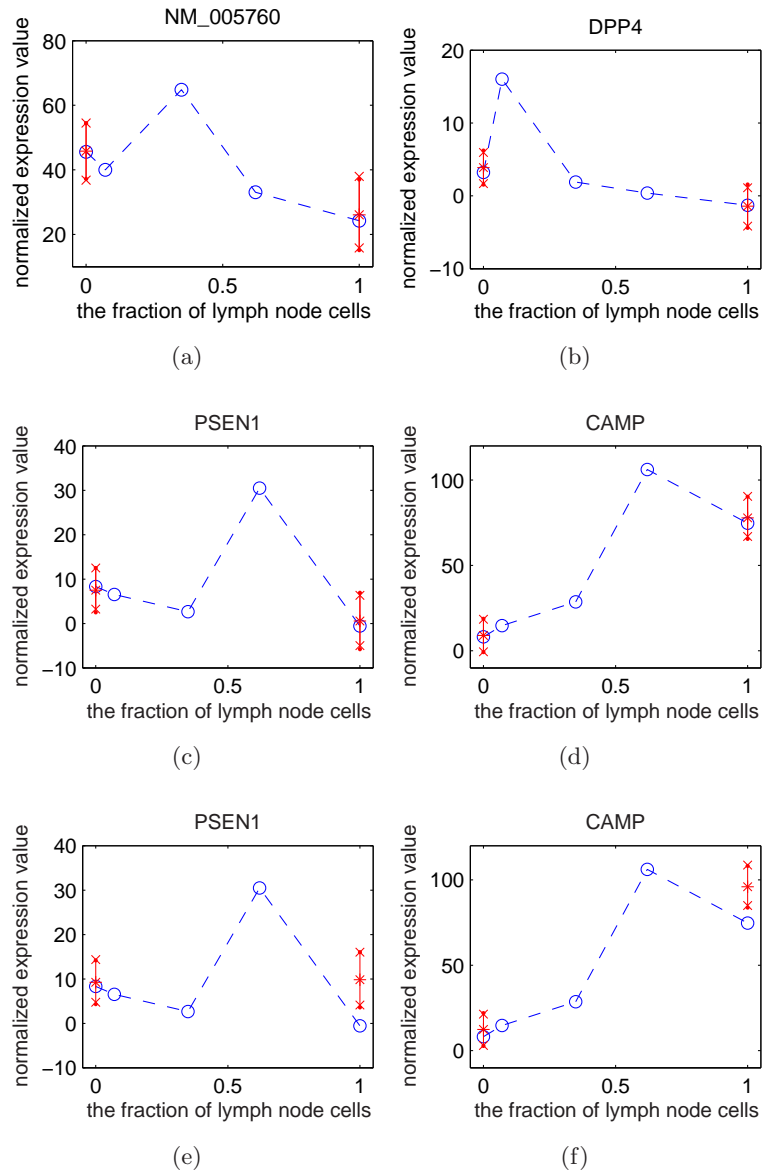 NM_005760
DPP4
normalized expression value
80
60
40
20
0
0.5
1
the fraction of lymph node cells
(a)
normalized expression value
20
10
0
−10
0
0.5
1
the fraction of lymph node cells
(b)
PSEN1
CAMP
normalized expression value
40
30
20
10
0
−10
0
0.5
1
the fraction of lymph node cells
(c)
normalized expression value
100
50
0
0
0.5
1
the fraction of lymph node cells
(d)
PSEN1
CAMP
normalized expression value
40
30
20
10
0
−10
0
0.5
1
the fraction of lymph node cells
(e)
normalized expression value
100
50
0
0
0.5
1
the fraction of lymph node cells
(f)